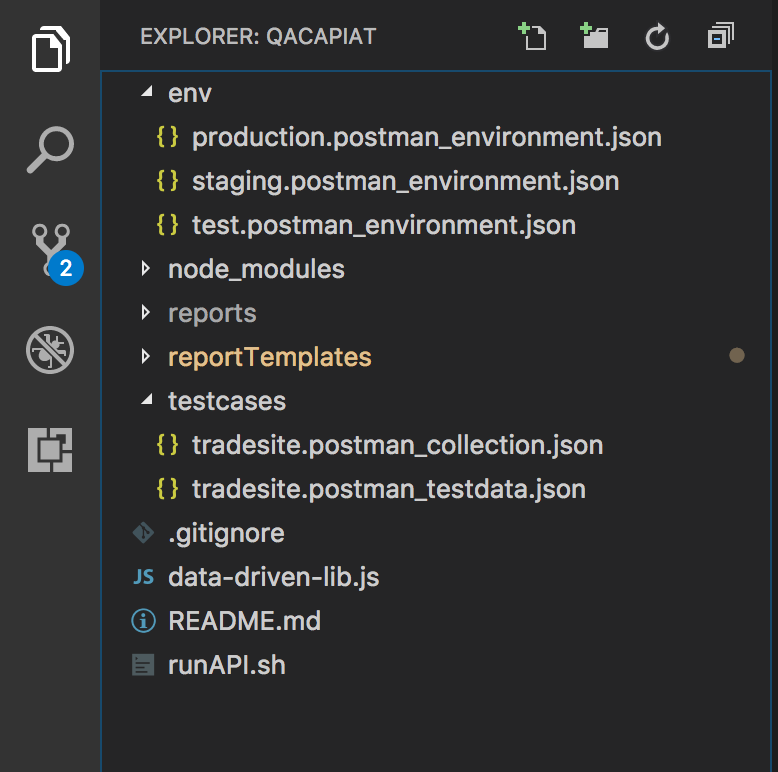 EXPLORER: QACAPIAT
env
{} production.postman_environment.json
{} staging.postman_environment.json
{} test.postman_environment.json
2
node_modules
reports
reportTemplates
testcases
{} tradesite.postman_collection.json
{} tradesite.postman_testdata.json
.gitignore
JS data-driven-lib.js
README.md
runAPI.sh